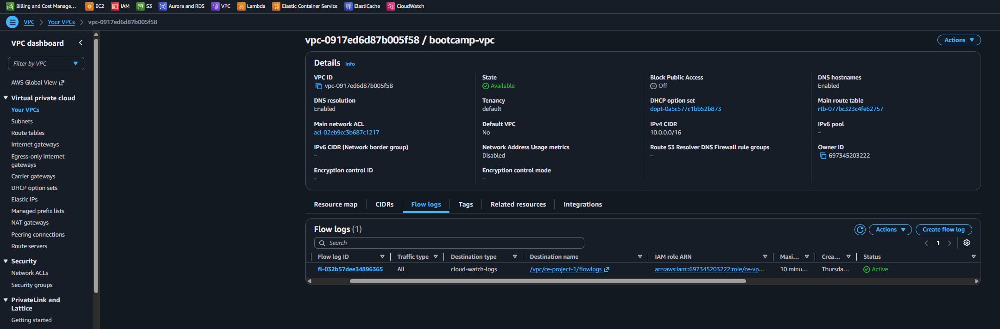 Billing and Cost Manage... EC2 IAM S3 Aurora and RDS VPC Lambda Elastic Container Service ElastiCache CloudWatch
VPC Your VPCs vpc-0917ed6d87b005f58
VPC dashboard
Filter by VPC
AWS Global View
Virtual private cloud
Your VPCs
Subnets
Route tables
Internet gateways
Egress-only internet
gateways
Carrier gateways
DHCP option sets
Elastic IPs
Managed prefix lists
NAT gateways
Peering connections
Route servers
Security
Network ACLs
Security groups
PrivateLink and
Lattice
Getting started
vpc-0917ed6d87b005f58 / bootcamp-vpc
Actions
Details Info
VPC ID
vpc-0917ed6d87b005f58
State
Available
Block Public Access
Off
DNS hostnames
Enabled
DNS resolution
Enabled
Tenancy
default
DHCP option set
dopt-0a5c577c1bb52b873
Main route table
rtb-077bc323c4fe62757
Main network ACL
acl-02eb9cc3b687c1217
Default VPC
No
IPv4 CIDR
10.0.0.0/16
IPv6 pool
–
IPv6 CIDR (Network border group)
–
Network Address Usage metrics
Disabled
Route 53 Resolver DNS Firewall rule groups
–
Owner ID
697345203222
Encryption control ID
–
Encryption control mode
–
Resource map CIDRs Flow logs Tags Related resources Integrations
Flow logs (1)
Actions Create flow log
Search
1
Flow log ID Traffic type Destination type Destination name IAM role ARN Maxi... Crea... Status
fl-032b57dee34896365 All cloud-watch-logs /vpc/ce-project-1/flowlogs arn:aws:iam::697345203222:role/ce-vp... 10 minu... Thursda... Active